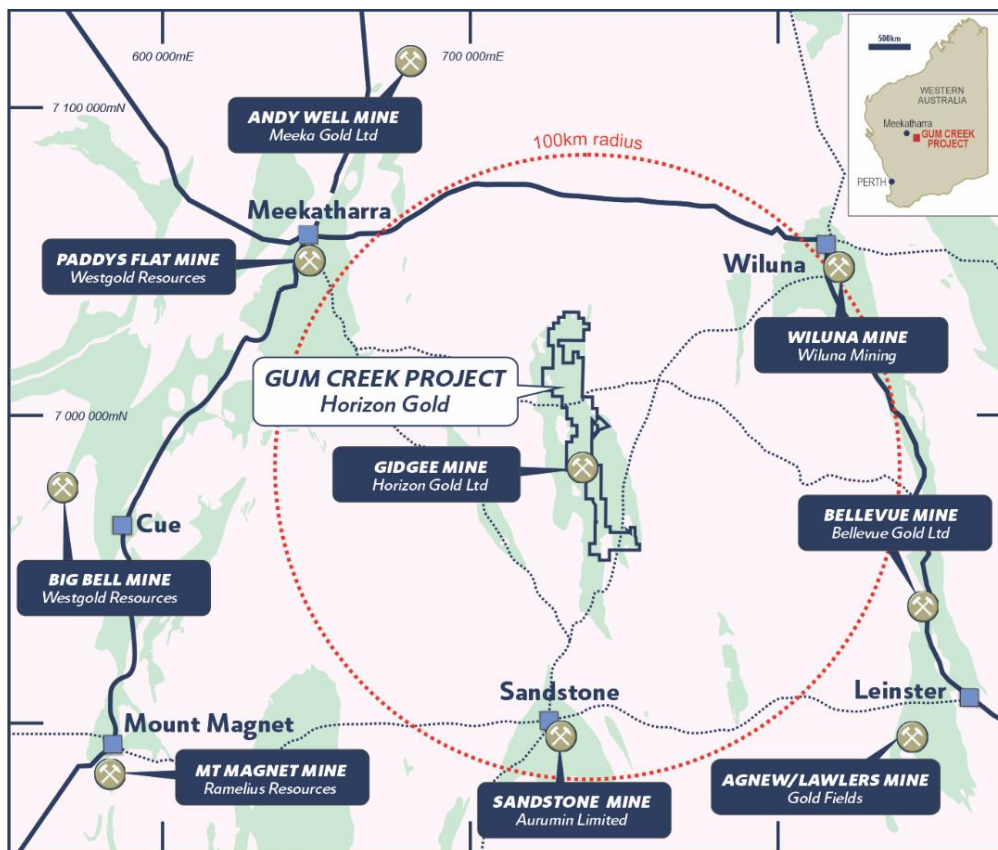 600 000mE
700 000mE
7 100 000mN
7 000 000mN
ANDY WELL MINE
Meeka Gold Ltd
100km radius
500km
WESTERN
AUSTRALIA
Meekatharra
GUM CREEK
PROJECT
PERTH
Meekatharra
PADDYS FLAT MINE
Westgold Resources
Wiluna
WILUNA MINE
Wiluna Mining
GUM CREEK PROJECT
Horizon Gold
GIDGEE MINE
Horizon Gold Ltd
BELLEVUE MINE
Bellevue Gold Ltd
Cue
BIG BELL MINE
Westgold Resources
Sandstone
Leinster
Mount Magnet
MT MAGNET MINE
Ramelius Resources
SANDSTONE MINE
Aurumin Limited
AGNEW/LAWLERS MINE
Gold Fields